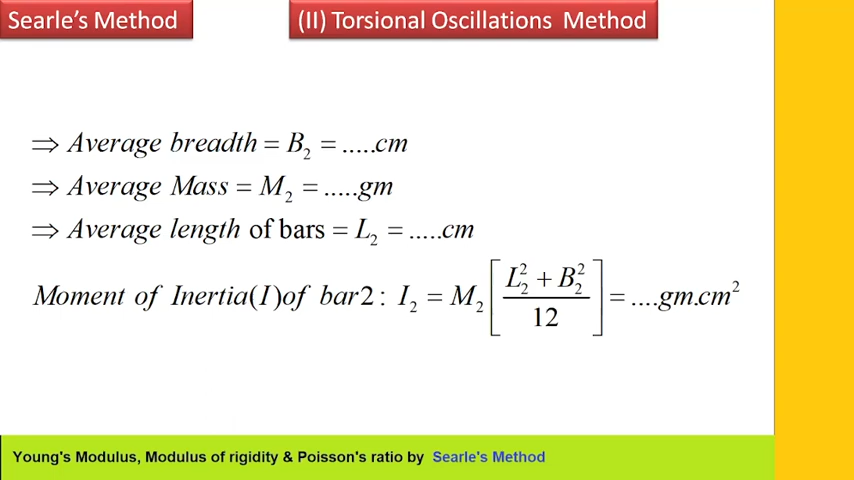 Searle's Method
(II) Torsional Oscillations Method
⇒ Average breadth = B₂ = .....cm
⇒ Average Mass = M₂ = .....gm
⇒ Average length of bars = L₂ = .....cm
Moment of Inertia(I)of bar2 : I₂ = M₂ [ (L₂² + B₂²) / 12 ] = ....gm.cm²
Young's Modulus, Modulus of rigidity & Poisson's ratio by Searle's Method